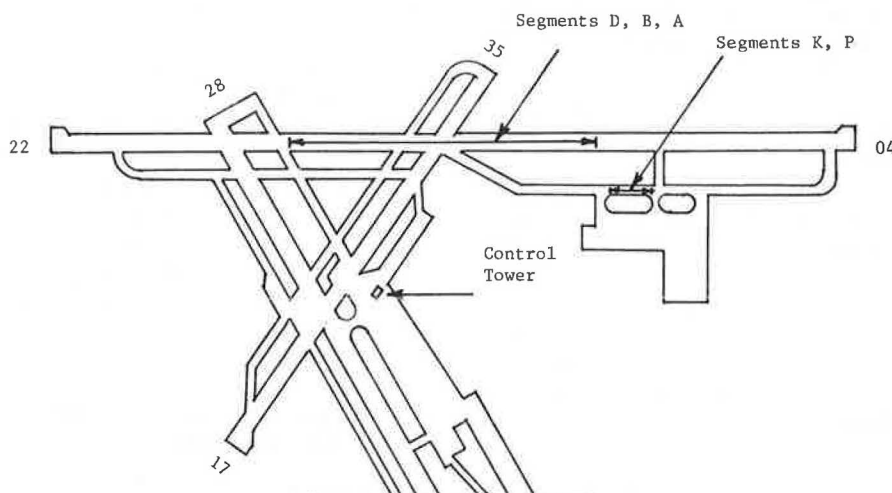 Segments D, B, A
35
Segments K, P
28
22
04
Control
Tower
17